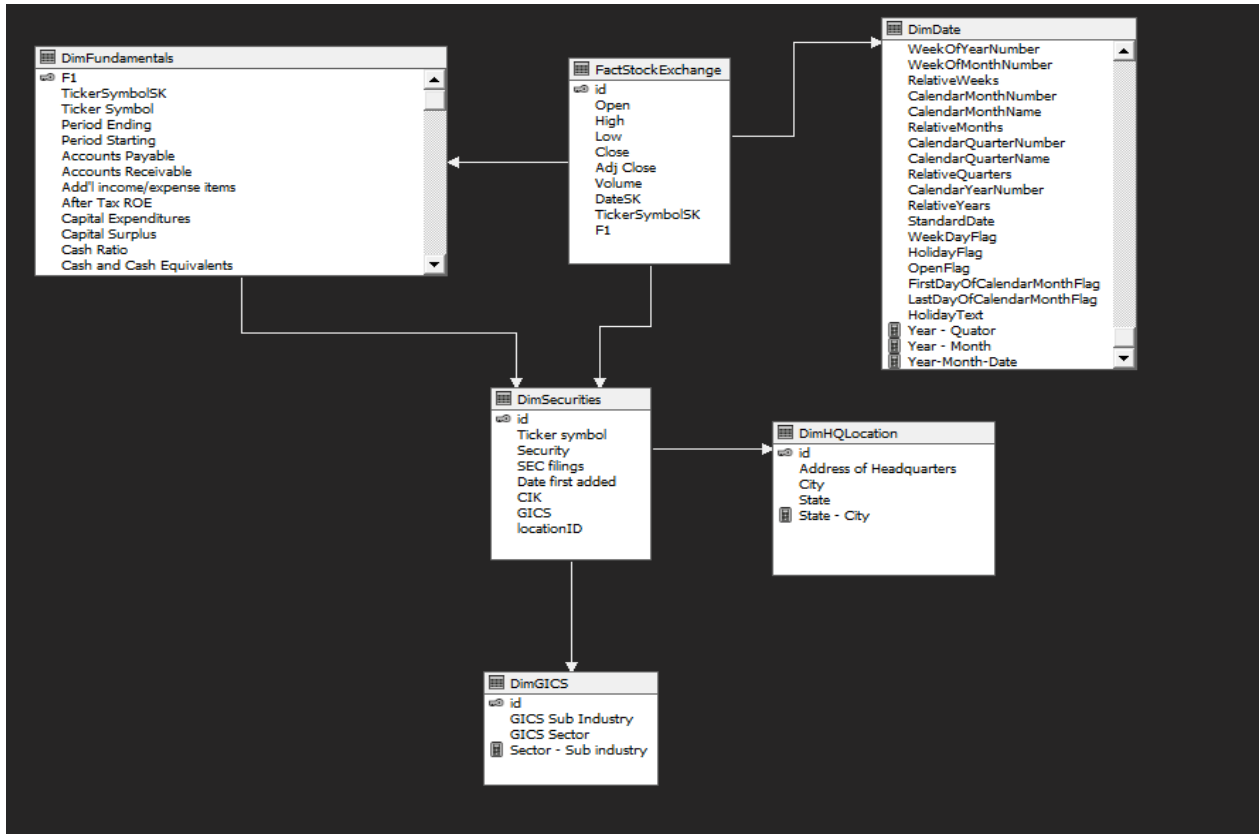 DimFundamentals
F1
TickerSymbolSK
Ticker Symbol
Period Ending
Period Starting
Accounts Payable
Accounts Receivable
Add'l income/expense items
After Tax ROE
Capital Expenditures
Capital Surplus
Cash Ratio
Cash and Cash Equivalents
FactStockExchange
id
Open
High
Low
Close
Adj Close
Volume
DateSK
TickerSymbolSK
F1
DimDate
WeekOfYearNumber
WeekOfMonthNumber
RelativeWeeks
CalendarMonthNumber
CalendarMonthName
RelativeMonths
CalendarQuarterNumber
CalendarQuarterName
RelativeQuarters
CalendarYearNumber
RelativeYears
StandardDate
WeekDayFlag
HolidayFlag
OpenFlag
FirstDayOfCalendarMonthFlag
LastDayOfCalendarMonthFlag
HolidayText
Year - Quator
Year - Month
Year-Month-Date
DimSecurities
id
Ticker symbol
Security
SEC filings
Date first added
CIK
GICS
locationID
DimHQLocation
id
Address of Headquarters
City
State
State - City
DimGICS
id
GICS Sub Industry
GICS Sector
Sector - Sub industry